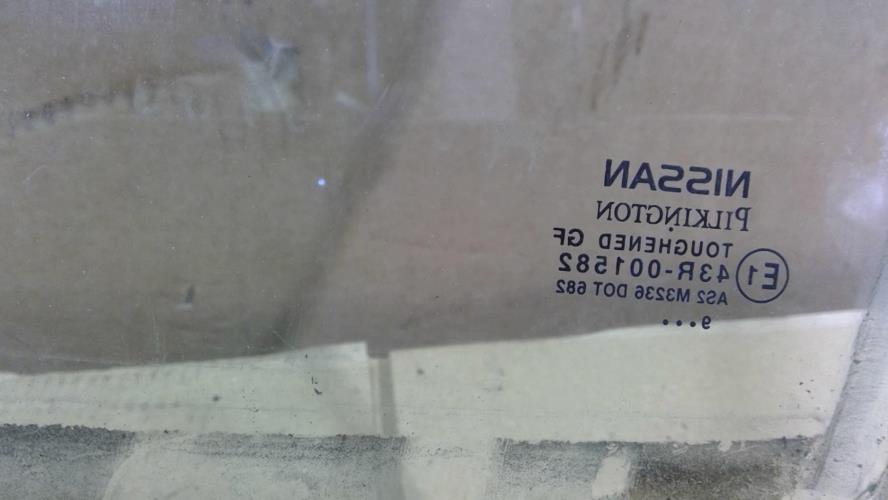 NISSAN
PILKINGTON
TOUGHENED GF
E1 43R-001582
AS2 M3236 DOT 682
9...